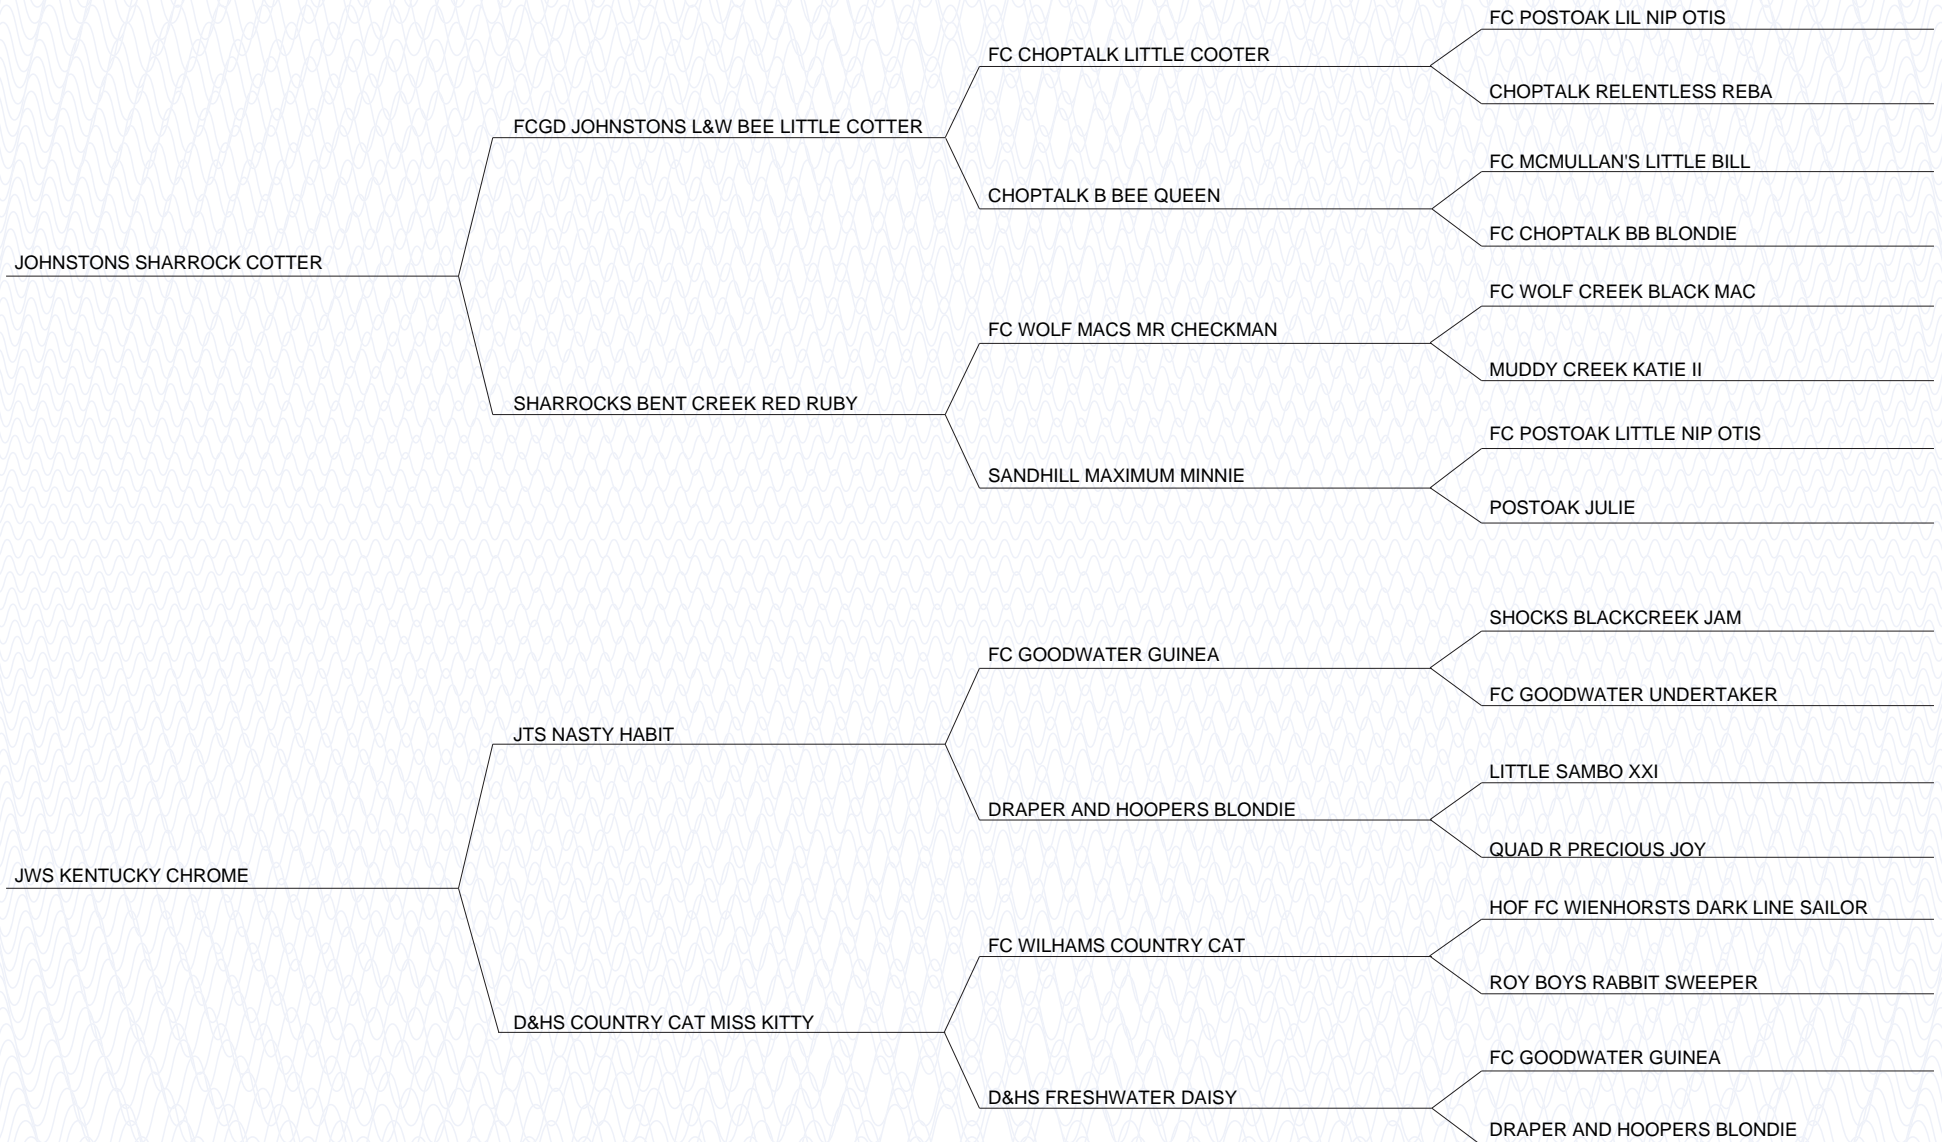 FC POSTOAK LIL NIP OTIS
FC CHOPTALK LITTLE COOTER
CHOPTALK RELENTLESS REBA
FCGD JOHNSTONS L&W BEE LITTLE COTTER
FC MCMULLAN'S LITTLE BILL
CHOPTALK B BEE QUEEN
FC CHOPTALK BB BLONDIE
JOHNSTONS SHARROCK COTTER
FC WOLF CREEK BLACK MAC
FC WOLF MACS MR CHECKMAN
MUDDY CREEK KATIE II
SHARROCKS BENT CREEK RED RUBY
FC POSTOAK LITTLE NIP OTIS
SANDHILL MAXIMUM MINNIE
POSTOAK JULIE
SHOCKS BLACKCREEK JAM
FC GOODWATER GUINEA
FC GOODWATER UNDERTAKER
JTS NASTY HABIT
LITTLE SAMBO XXI
DRAPER AND HOOPERS BLONDIE
QUAD R PRECIOUS JOY
JWS KENTUCKY CHROME
HOF FC WIENHORSTS DARK LINE SAILOR
FC WILHAMS COUNTRY CAT
ROY BOYS RABBIT SWEEPER
D&HS COUNTRY CAT MISS KITTY
FC GOODWATER GUINEA
D&HS FRESHWATER DAISY
DRAPER AND HOOPERS BLONDIE